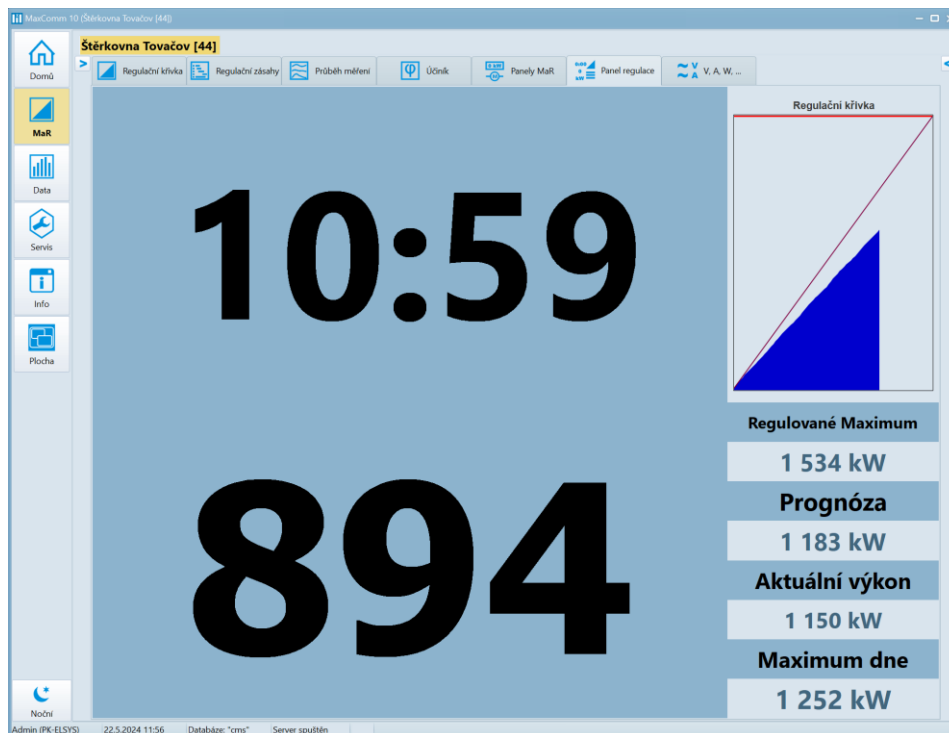 MaxComm 10 (Štěrkovna Tovačov [44])
Štěrkovna Tovačov [44]
Domů
Regulační křivka
Regulační zásahy
Průběh měření
Účiník
Panely MaR
Panel regulace
V, A, W, ...
MaR
Data
Servis
Info
Plocha
Noční
10:59
894
Regulační křivka
Regulované Maximum
1 534 kW
Prognóza
1 183 kW
Aktuální výkon
1 150 kW
Maximum dne
1 252 kW
Admin (PK-ELSYS) 22.5.2024 11:56 Databáze: "cms" Server spuštěn